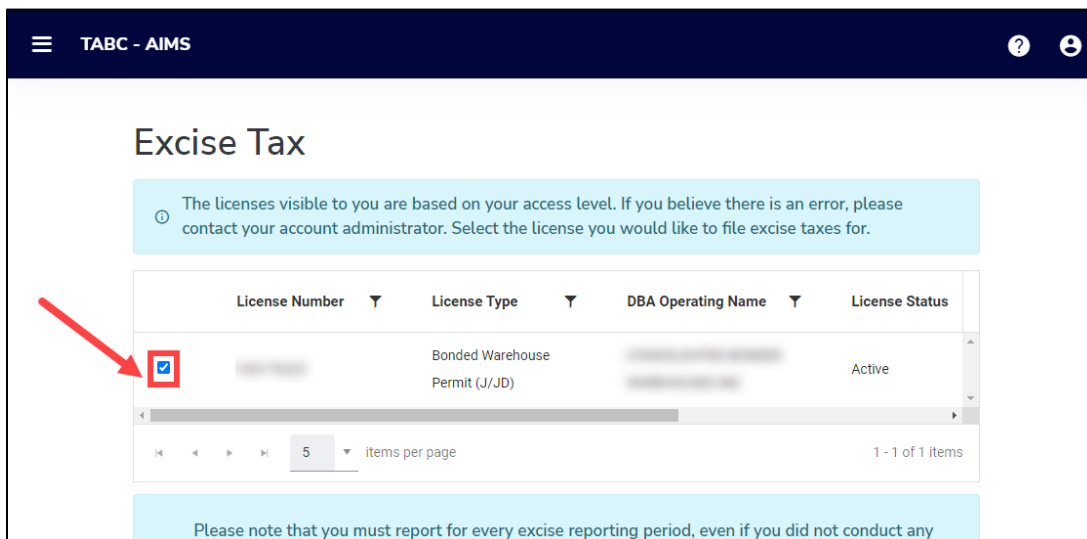 TABC - AIMS
Excise Tax
The licenses visible to you are based on your access level. If you believe there is an error, please
contact your account administrator. Select the license you would like to file excise taxes for.
License Number License Type DBA Operating Name License Status
Bonded Warehouse
Permit (J/JD)
Active
5 items per page 1 - 1 of 1 items
Please note that you must report for every excise reporting period, even if you did not conduct any